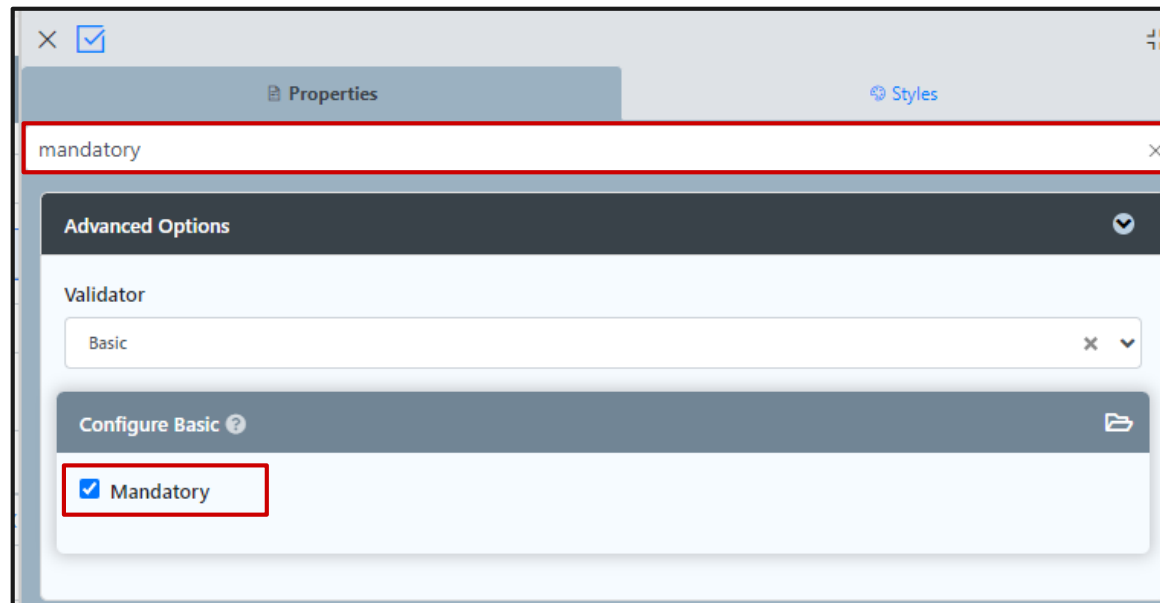 Properties
Styles
mandatory
Advanced Options
Validator
Basic
Configure Basic
Mandatory